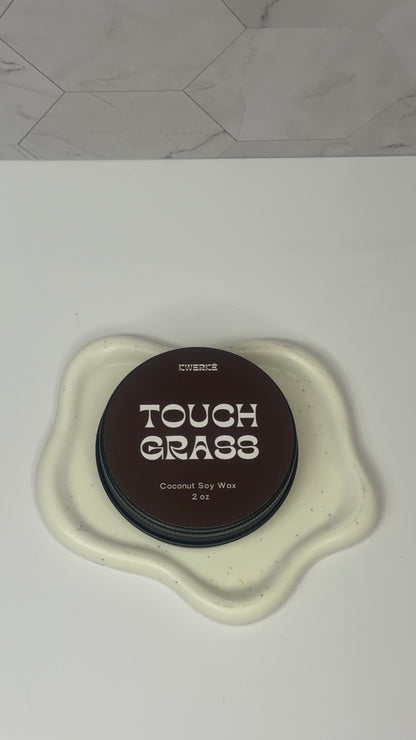 KWERKÉ
TOUCH
GRASS
Coconut Soy Wax
2 oz